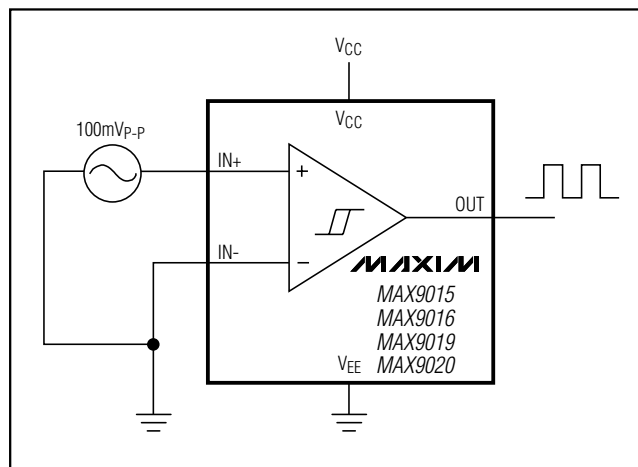 VCC
VCC
100mVP-P
IN+
+
OUT
IN-
−
MAXIM
MAX9015
MAX9016
MAX9019
VEE MAX9020